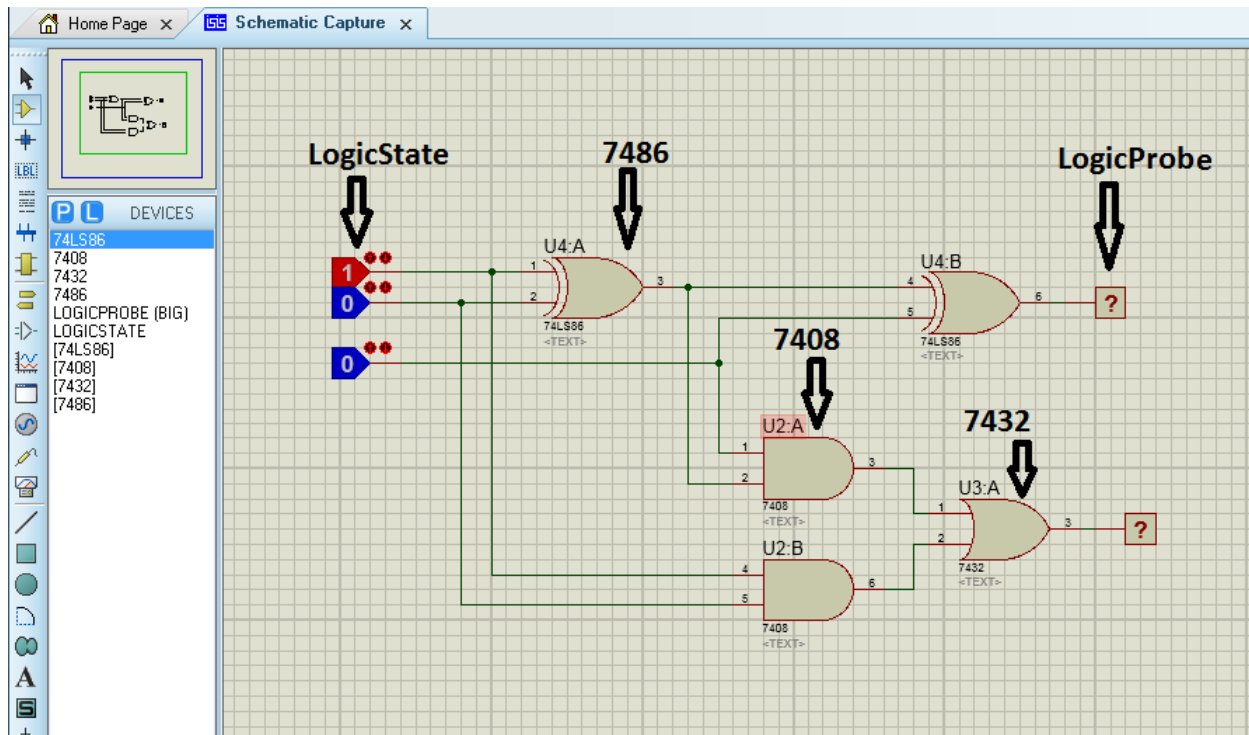 Home Page
ISIS Schematic Capture
LBL
P L DEVICES
74LS86
7408
7432
7486
LOGICPROBE (BIG)
LOGICSTATE
[74LS86]
[7408]
[7432]
[7486]
A
S
LogicState
7486
LogicProbe
1
0
0
U4:A
1
2
3
74LS86
<TEXT>
U4:B
4
5
6
74LS86
<TEXT>
?
7408
U2:A
1
2
3
7408
<TEXT>
7432
U3:A
1
2
3
7432
<TEXT>
?
U2:B
4
5
6
7408
<TEXT>